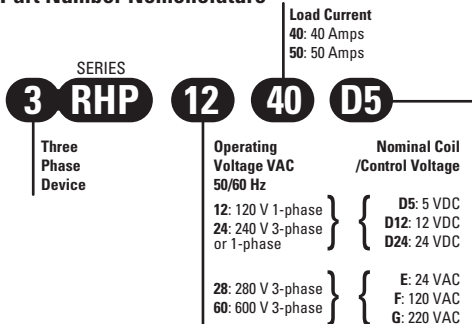 Part Number Nomenclature
Load Current
40: 40 Amps
50: 50 Amps
SERIES
3 RHP 12 40 D5
Three
Phase
Device
Operating
Voltage VAC
50/60 Hz
12: 120 V 1-phase
24: 240 V 3-phase
or 1-phase
28: 280 V 3-phase
60: 600 V 3-phase
Nominal Coil
/Control Voltage
D5: 5 VDC
D12: 12 VDC
D24: 24 VDC
E: 24 VAC
F: 120 VAC
G: 220 VAC